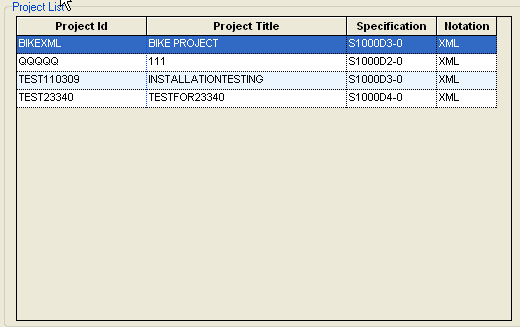 Project List
Project Id Project Title Specification Notation
BIKEXML BIKE PROJECT S1000D3-0 XML
QQQQQ 111 S1000D2-0 XML
TEST110309 INSTALLATIONTESTING S1000D3-0 XML
TEST23340 TESTFOR23340 S1000D4-0 XML